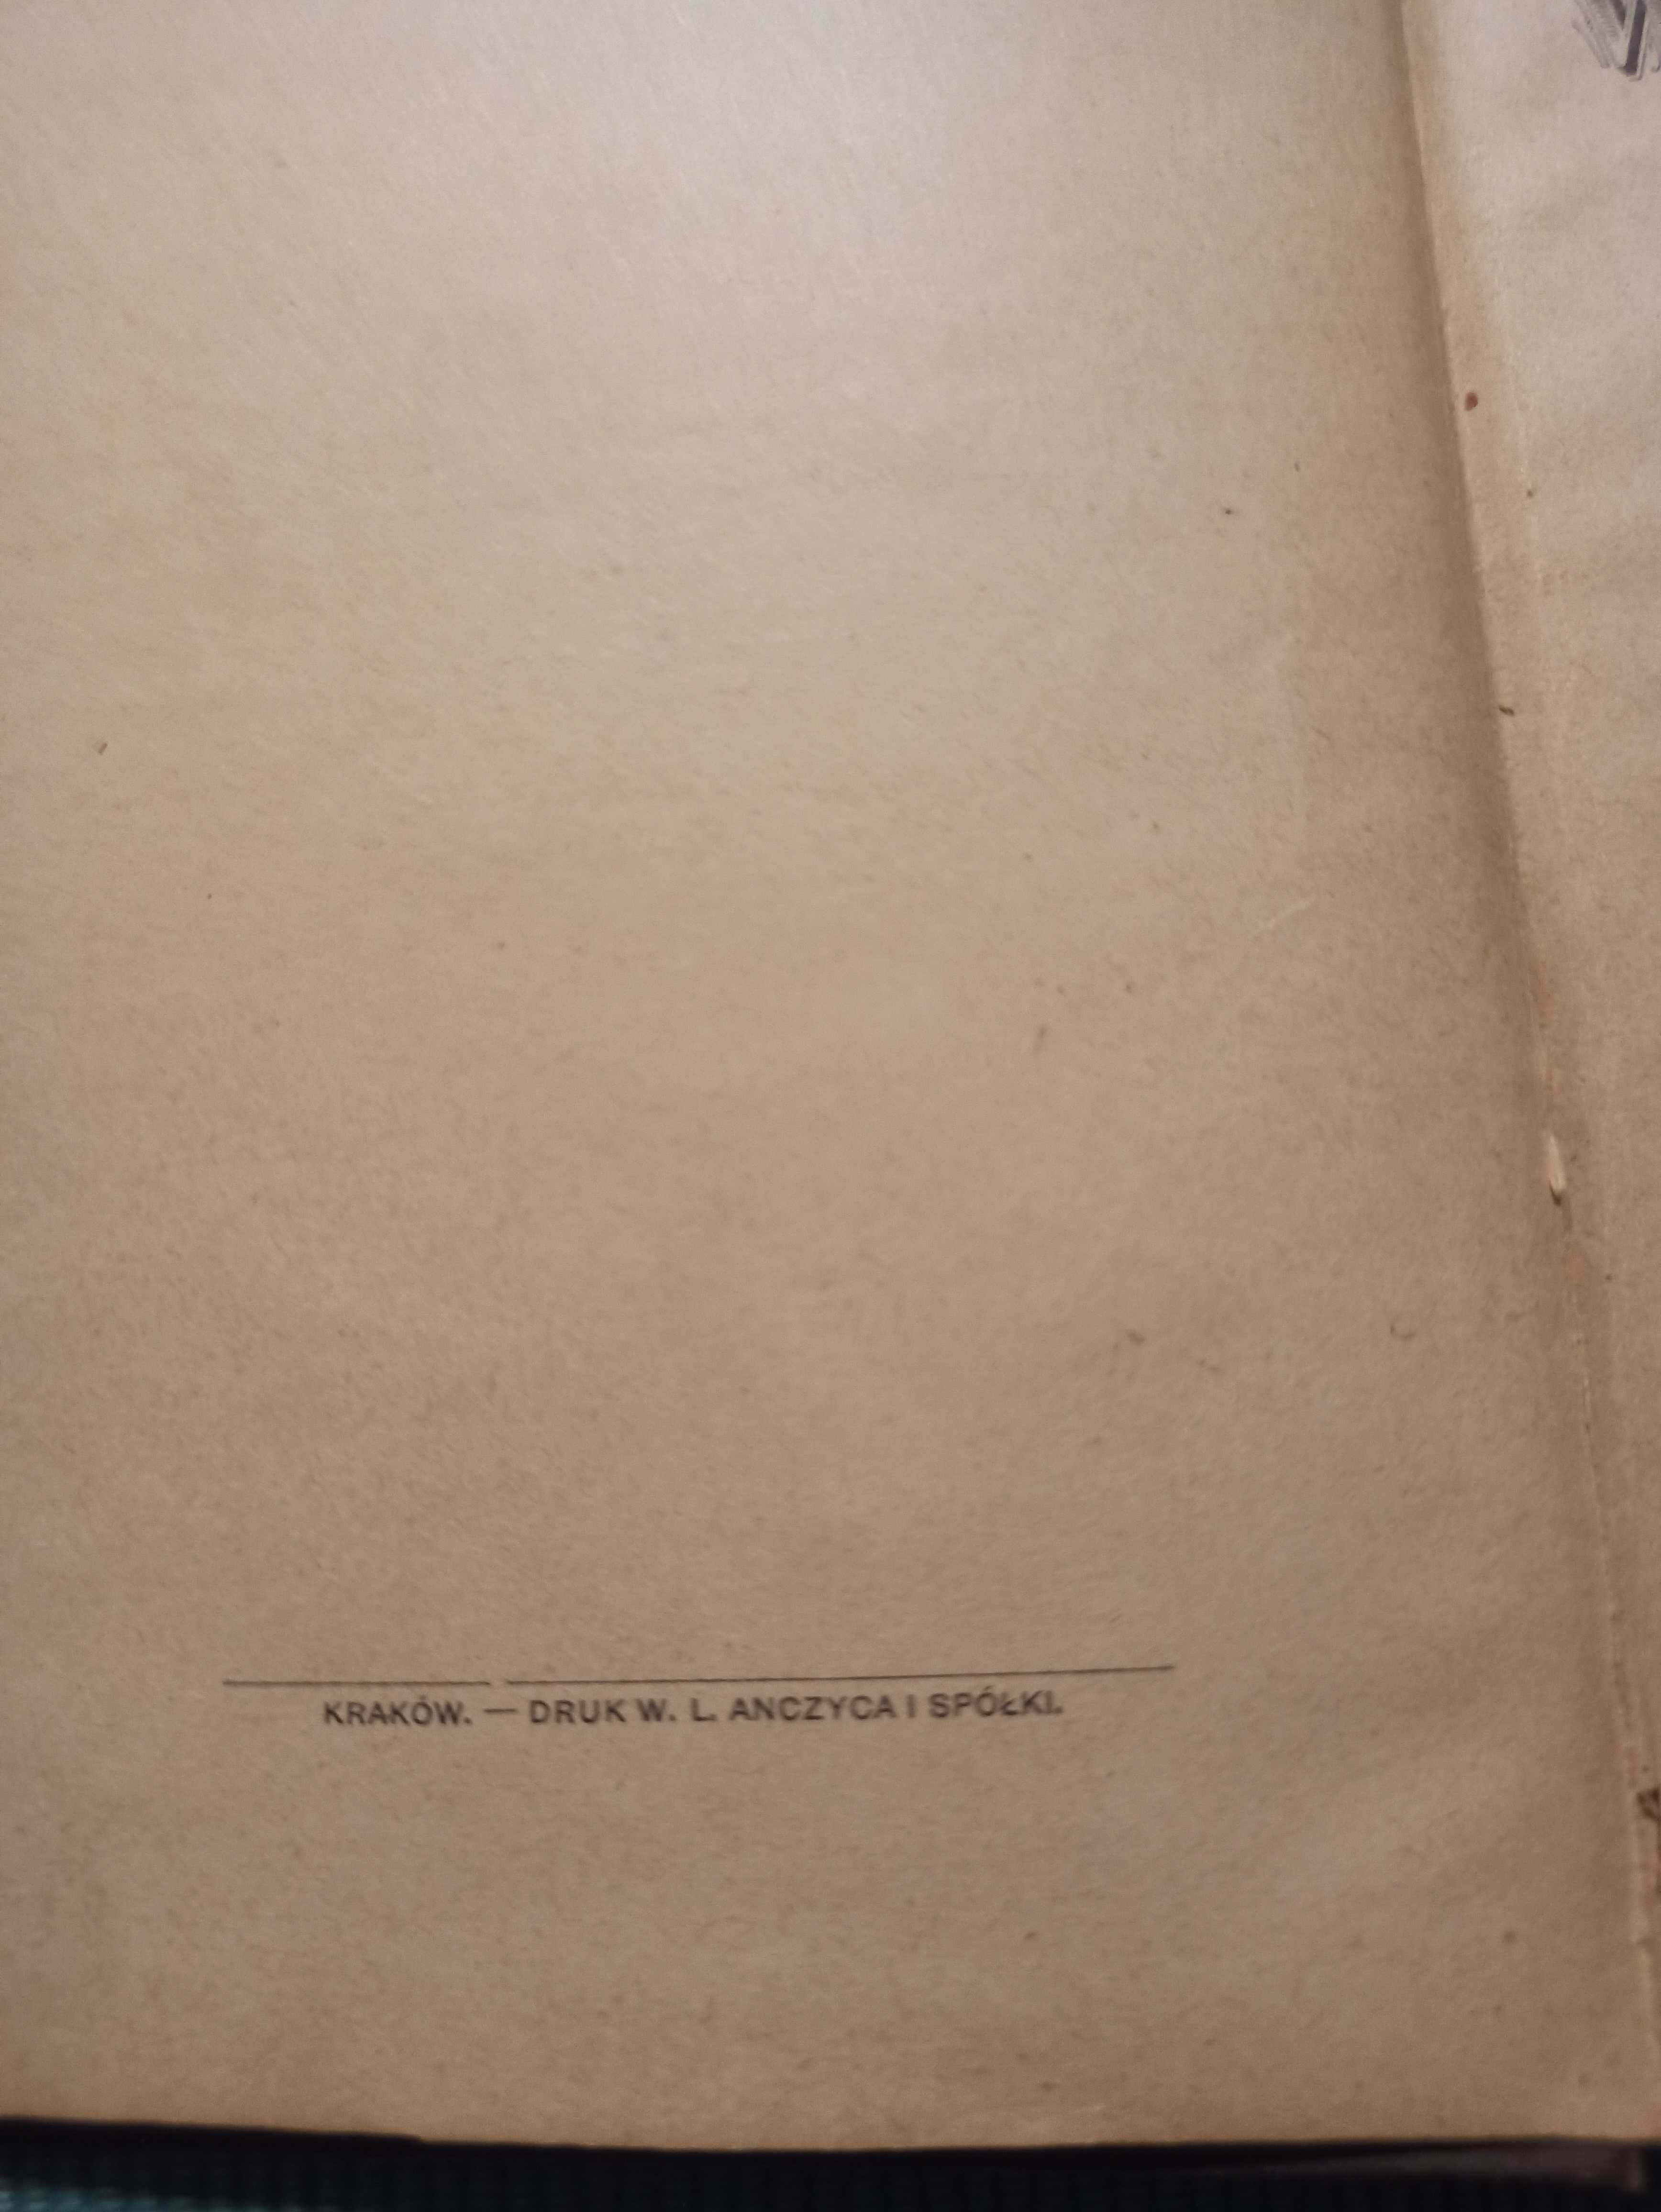 KRAKÓW. — DRUK W. L. ANCZYCA I SPÓŁKI.